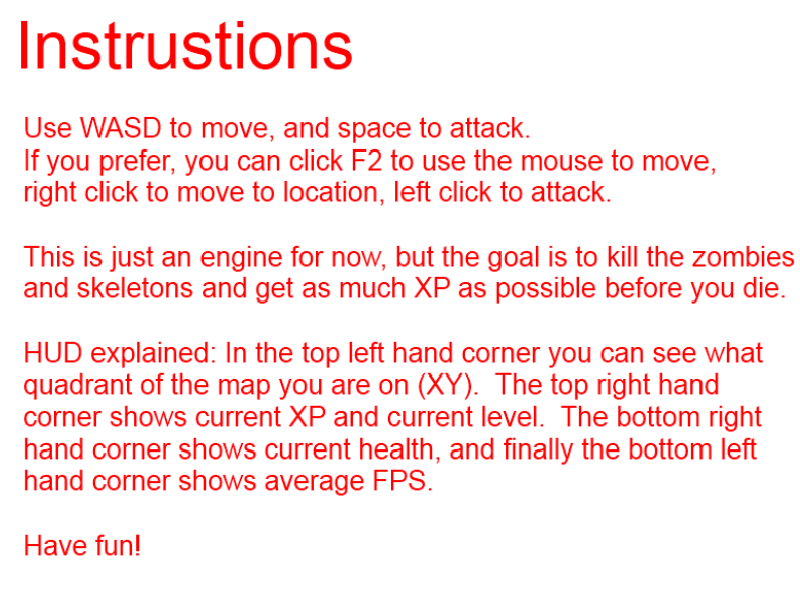 Instrustions
Use WASD to move, and space to attack.
If you prefer, you can click F2 to use the mouse to move,
right click to move to location, left click to attack.
This is just an engine for now, but the goal is to kill the zombies
and skeletons and get as much XP as possible before you die.
HUD explained: In the top left hand corner you can see what
quadrant of the map you are on (XY).  The top right hand
corner shows current XP and current level.  The bottom right
hand corner shows current health, and finally the bottom left
hand corner shows average FPS.
Have fun!